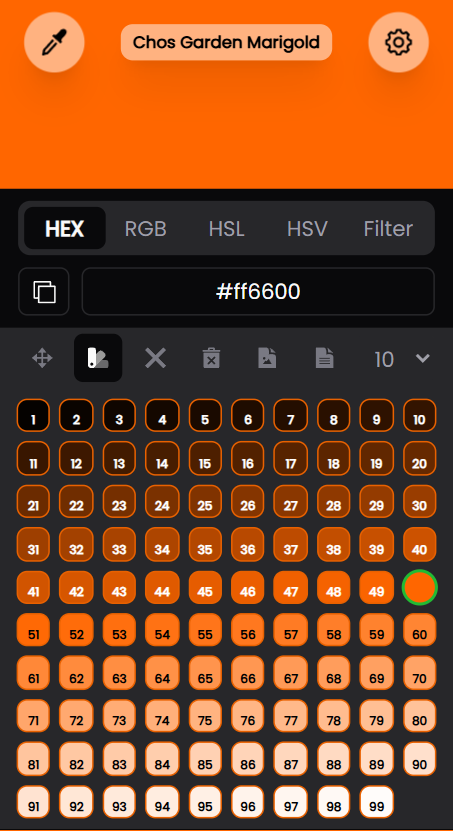 Chos Garden Marigold
HEX RGB HSL HSV Filter
#ff6600
10
1 2 3 4 5 6 7 8 9 10
11 12 13 14 15 16 17 18 19 20
21 22 23 24 25 26 27 28 29 30
31 32 33 34 35 36 37 38 39 40
41 42 43 44 45 46 47 48 49
51 52 53 54 55 56 57 58 59 60
61 62 63 64 65 66 67 68 69 70
71 72 73 74 75 76 77 78 79 80
81 82 83 84 85 86 87 88 89 90
91 92 93 94 95 96 97 98 99